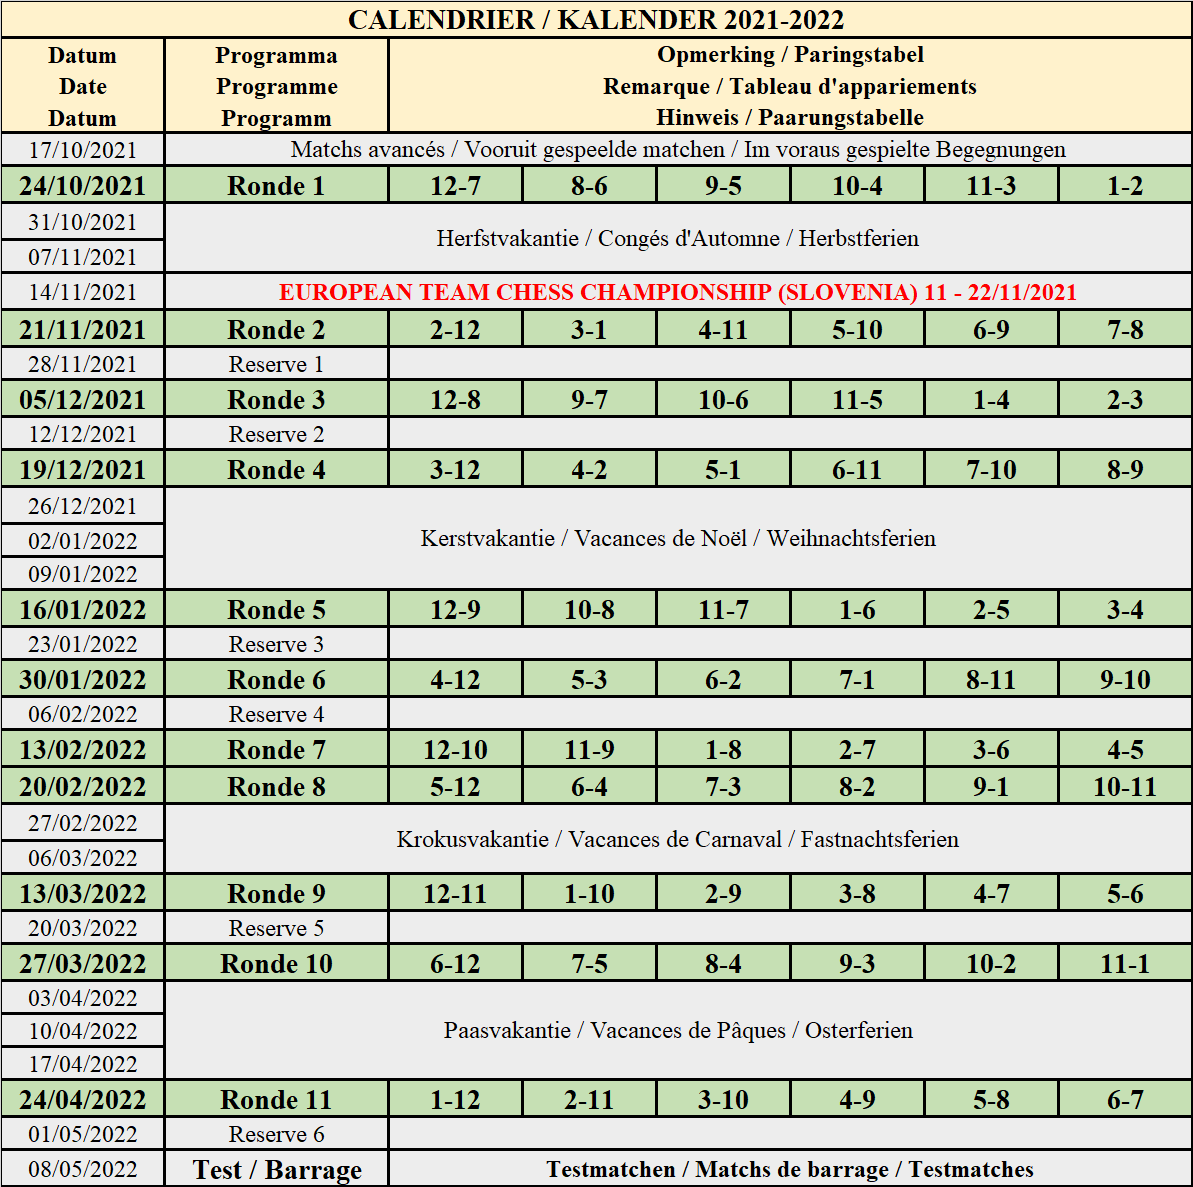 CALENDRIER / KALENDER 2021-2022
Datum Programma Opmerking / Paringstabel
Date Programme Remarque / Tableau d'appariements
Datum Programm Hinweis / Paarungstabelle
17/10/2021 Matchs avancés / Vooruit gespeelde matchen / Im voraus gespielte Begegnungen
24/10/2021 Ronde 1 12-7 8-6 9-5 10-4 11-3 1-2
31/10/2021
Herfstvakantie / Congés d'Automne / Herbstferien
07/11/2021
14/11/2021 EUROPEAN TEAM CHESS CHAMPIONSHIP (SLOVENIA) 11 - 22/11/2021
21/11/2021 Ronde 2 2-12 3-1 4-11 5-10 6-9 7-8
28/11/2021 Reserve 1
05/12/2021 Ronde 3 12-8 9-7 10-6 11-5 1-4 2-3
12/12/2021 Reserve 2
19/12/2021 Ronde 4 3-12 4-2 5-1 6-11 7-10 8-9
26/12/2021
02/01/2022 Kerstvakantie / Vacances de Noël / Weihnachtsferien
09/01/2022
16/01/2022 Ronde 5 12-9 10-8 11-7 1-6 2-5 3-4
23/01/2022 Reserve 3
30/01/2022 Ronde 6 4-12 5-3 6-2 7-1 8-11 9-10
06/02/2022 Reserve 4
13/02/2022 Ronde 7 12-10 11-9 1-8 2-7 3-6 4-5
20/02/2022 Ronde 8 5-12 6-4 7-3 8-2 9-1 10-11
27/02/2022
Krokusvakantie / Vacances de Carnaval / Fastnachtsferien
06/03/2022
13/03/2022 Ronde 9 12-11 1-10 2-9 3-8 4-7 5-6
20/03/2022 Reserve 5
27/03/2022 Ronde 10 6-12 7-5 8-4 9-3 10-2 11-1
03/04/2022
10/04/2022 Paasvakantie / Vacances de Pâques / Osterferien
17/04/2022
24/04/2022 Ronde 11 1-12 2-11 3-10 4-9 5-8 6-7
01/05/2022 Reserve 6
08/05/2022 Test / Barrage Testmatchen / Matchs de barrage / Testmatches